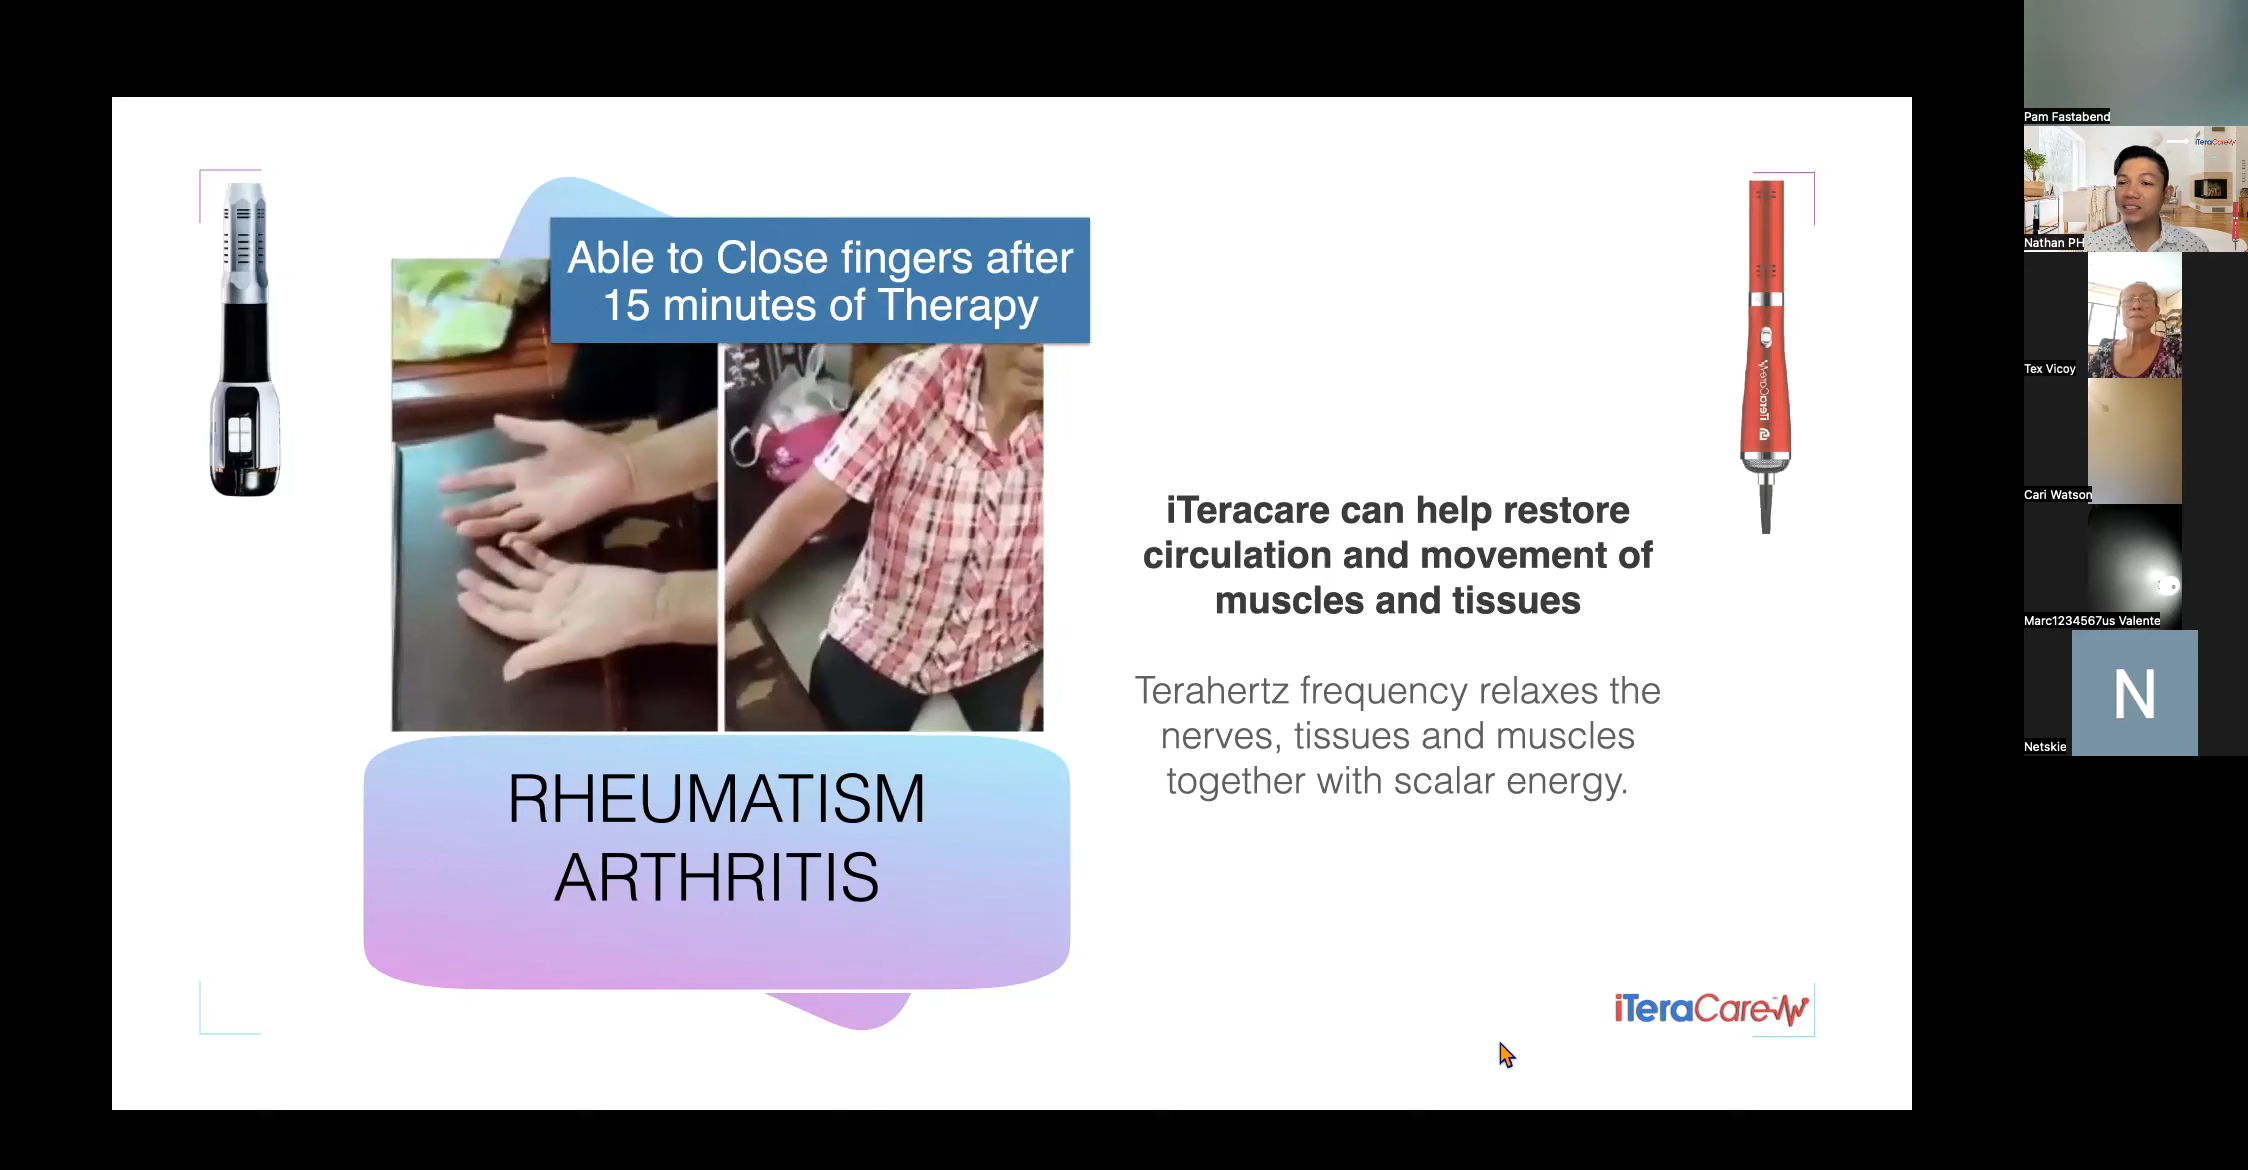 Able to Close fingers after
15 minutes of Therapy
RHEUMATISM
ARTHRITIS
iTeracare can help restore
circulation and movement of
muscles and tissues
Terahertz frequency relaxes the
nerves, tissues and muscles
together with scalar energy.
iTeraCare
iTeraCare
Pam Fastabend
iTeraCare
Nathan PH
Tex Vicoy
Cari Watson
Marc1234567us Valente
N
Netskie